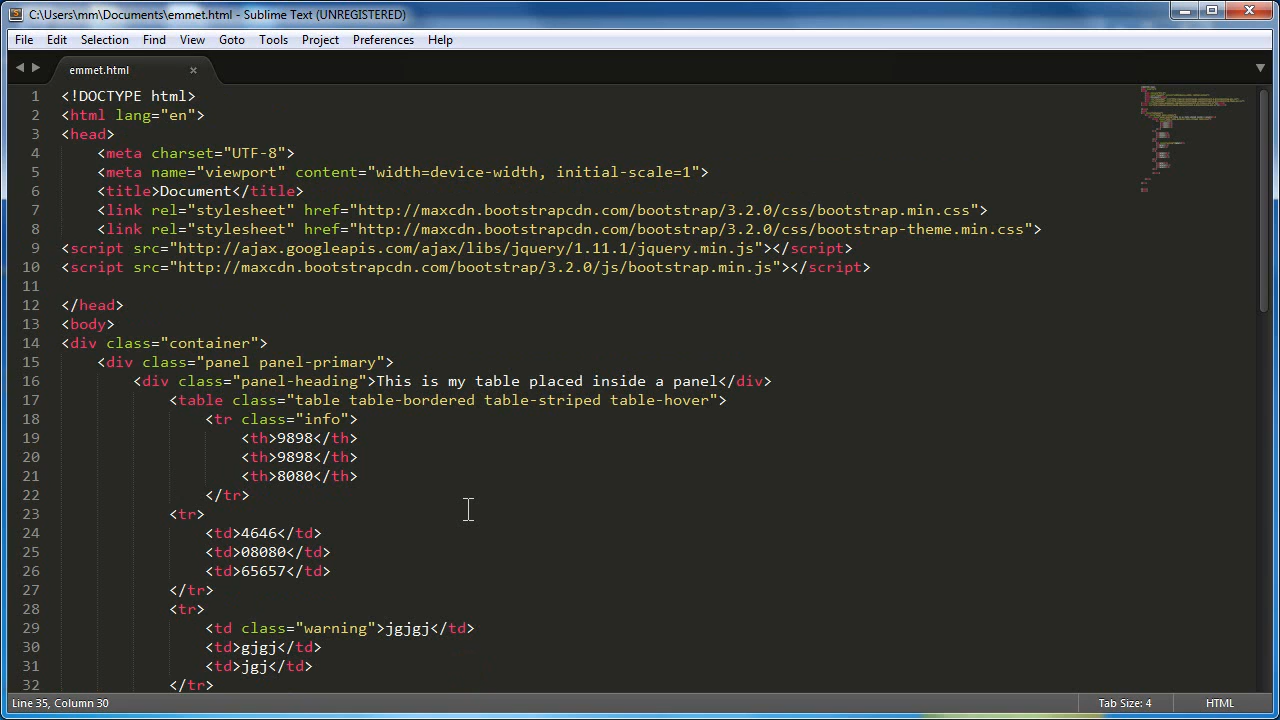 C:\Users\mm\Documents\emmet.html - Sublime Text (UNREGISTERED)
File Edit Selection Find View Goto Tools Project Preferences Help
emmet.html
1 <!DOCTYPE html>
2 <html lang="en">
3 <head>
4 <meta charset="UTF-8">
5 <meta name="viewport" content="width=device-width, initial-scale=1">
6 <title>Document</title>
7 <link rel="stylesheet" href="http://maxcdn.bootstrapcdn.com/bootstrap/3.2.0/css/bootstrap.min.css">
8 <link rel="stylesheet" href="http://maxcdn.bootstrapcdn.com/bootstrap/3.2.0/css/bootstrap-theme.min.css">
9 <script src="http://ajax.googleapis.com/ajax/libs/jquery/1.11.1/jquery.min.js"></script>
10 <script src="http://maxcdn.bootstrapcdn.com/bootstrap/3.2.0/js/bootstrap.min.js"></script>
11
12 </head>
13 <body>
14 <div class="container">
15 <div class="panel panel-primary">
16 <div class="panel-heading">This is my table placed inside a panel</div>
17 <table class="table table-bordered table-striped table-hover">
18 <tr class="info">
19 <th>9898</th>
20 <th>9898</th>
21 <th>8080</th>
22 </tr>
23 <tr>
24 <td>4646</td>
25 <td>08080</td>
26 <td>65657</td>
27 </tr>
28 <tr>
29 <td class="warning">jgjgj</td>
30 <td>gjgj</td>
31 <td>jgj</td>
32 </tr>
Line 35, Column 30 Tab Size: 4 HTML